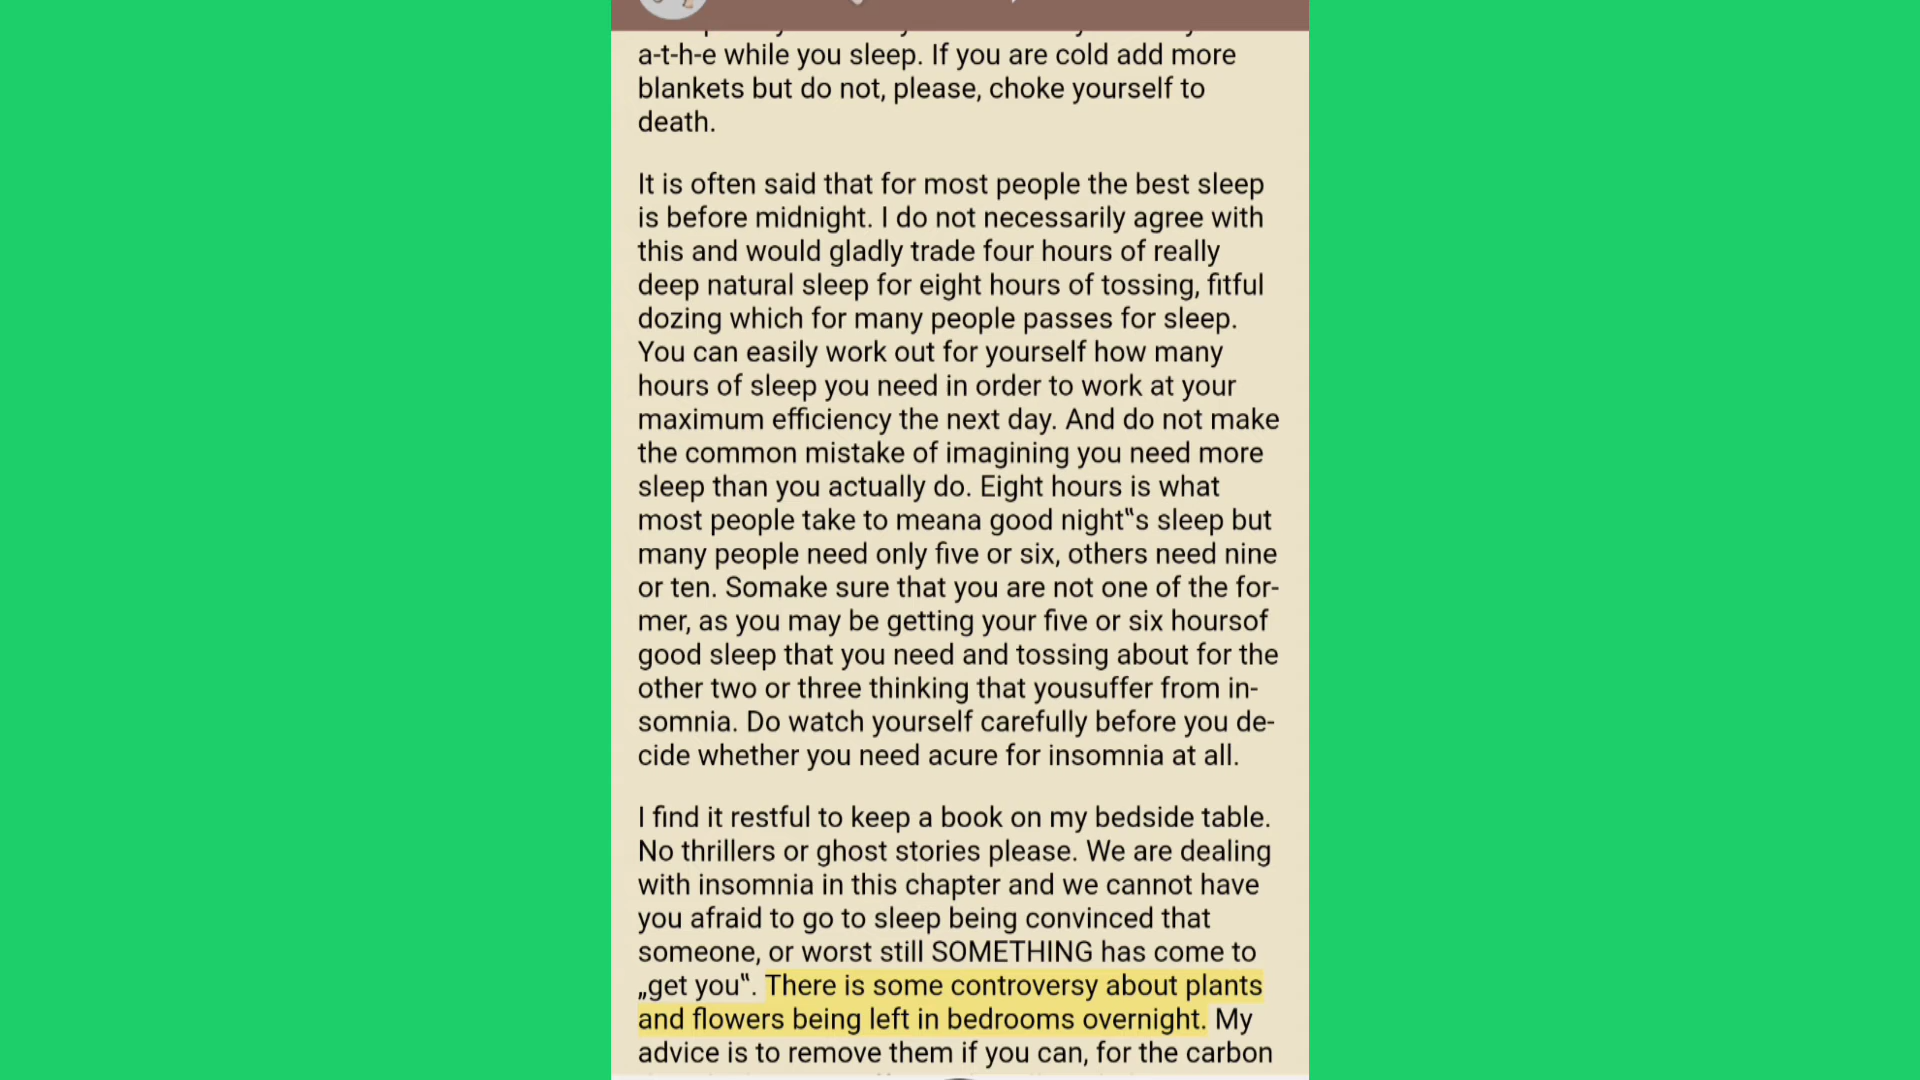 a-t-h-e while you sleep. If you are cold add more
blankets but do not, please, choke yourself to
death.
It is often said that for most people the best sleep
is before midnight. I do not necessarily agree with
this and would gladly trade four hours of really
deep natural sleep for eight hours of tossing, fitful
dozing which for many people passes for sleep.
You can easily work out for yourself how many
hours of sleep you need in order to work at your
maximum efficiency the next day. And do not make
the common mistake of imagining you need more
sleep than you actually do. Eight hours is what
most people take to meana good night‟s sleep but
many people need only five or six, others need nine
or ten. Somake sure that you are not one of the for-
mer, as you may be getting your five or six hoursof
good sleep that you need and tossing about for the
other two or three thinking that yousuffer from in-
somnia. Do watch yourself carefully before you de-
cide whether you need acure for insomnia at all.
I find it restful to keep a book on my bedside table.
No thrillers or ghost stories please. We are dealing
with insomnia in this chapter and we cannot have
you afraid to go to sleep being convinced that
someone, or worst still SOMETHING has come to
„get you‟. There is some controversy about plants
and flowers being left in bedrooms overnight. My
advice is to remove them if you can, for the carbon